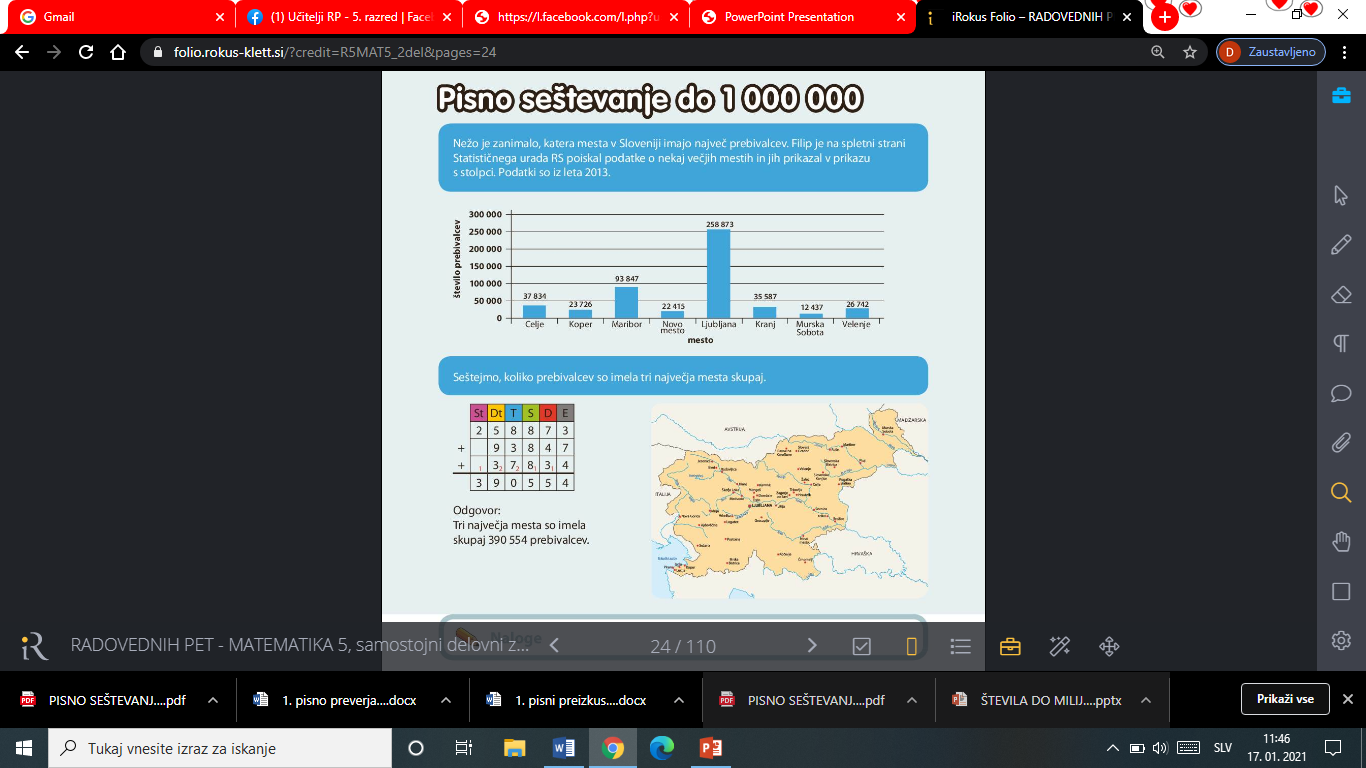 Gmail
(1) Učitelji RP - 5. razred | Facel
https://l.facebook.com/l.php?u
PowerPoint Presentation
iRokus Folio – RADOVEDNIH P
folio.rokus-klett.si/?credit=R5MAT5_2del&pages=24
D Zaustavljeno
Pisno seštevanje do 1 000 000
Nežo je zanimalo, katera mesta v Sloveniji imajo največ prebivalcev. Filip je na spletni strani
Statističnega urada RS poiskal podatke o nekaj večjih mestih in jih prikazal v prikazu
s stolpci. Podatki so iz leta 2013.
število prebivalcev
300 000
250 000
200 000
150 000
100 000
50 000
0
37 834
23 726
93 847
22 415
258 873
35 587
12 437
26 742
Celje
Koper
Maribor
Novo
mesto
Ljubljana
Kranj
Murska
Sobota
Velenje
mesto
Seštejmo, koliko prebivalcev so imela tri največja mesta skupaj.
St Dt T S D E
2 5 8 8 7 3
+ 9 3 8 4 7
+ 1 3 2 7 2 8 1 3 1 4
3 9 0 5 5 4
Odgovor:
Tri največja mesta so imela
skupaj 390 554 prebivalcev.
AVSTRIJA
MADŽARSKA
ITALIJA
LJUBLJANA
HRVAŠKA
Naloge
iR RADOVEDNIH PET - MATEMATIKA 5, samostojni delovni z...
24 / 110
PISNO SEŠTEVANJ....pdf
1. pisno preverja....docx
1. pisni preizkus....docx
PISNO SEŠTEVANJ....pdf
ŠTEVILA DO MILIJ....pptx
Prikaži vse
Tukaj vnesite izraz za iskanje
SLV
11:46
17. 01. 2021